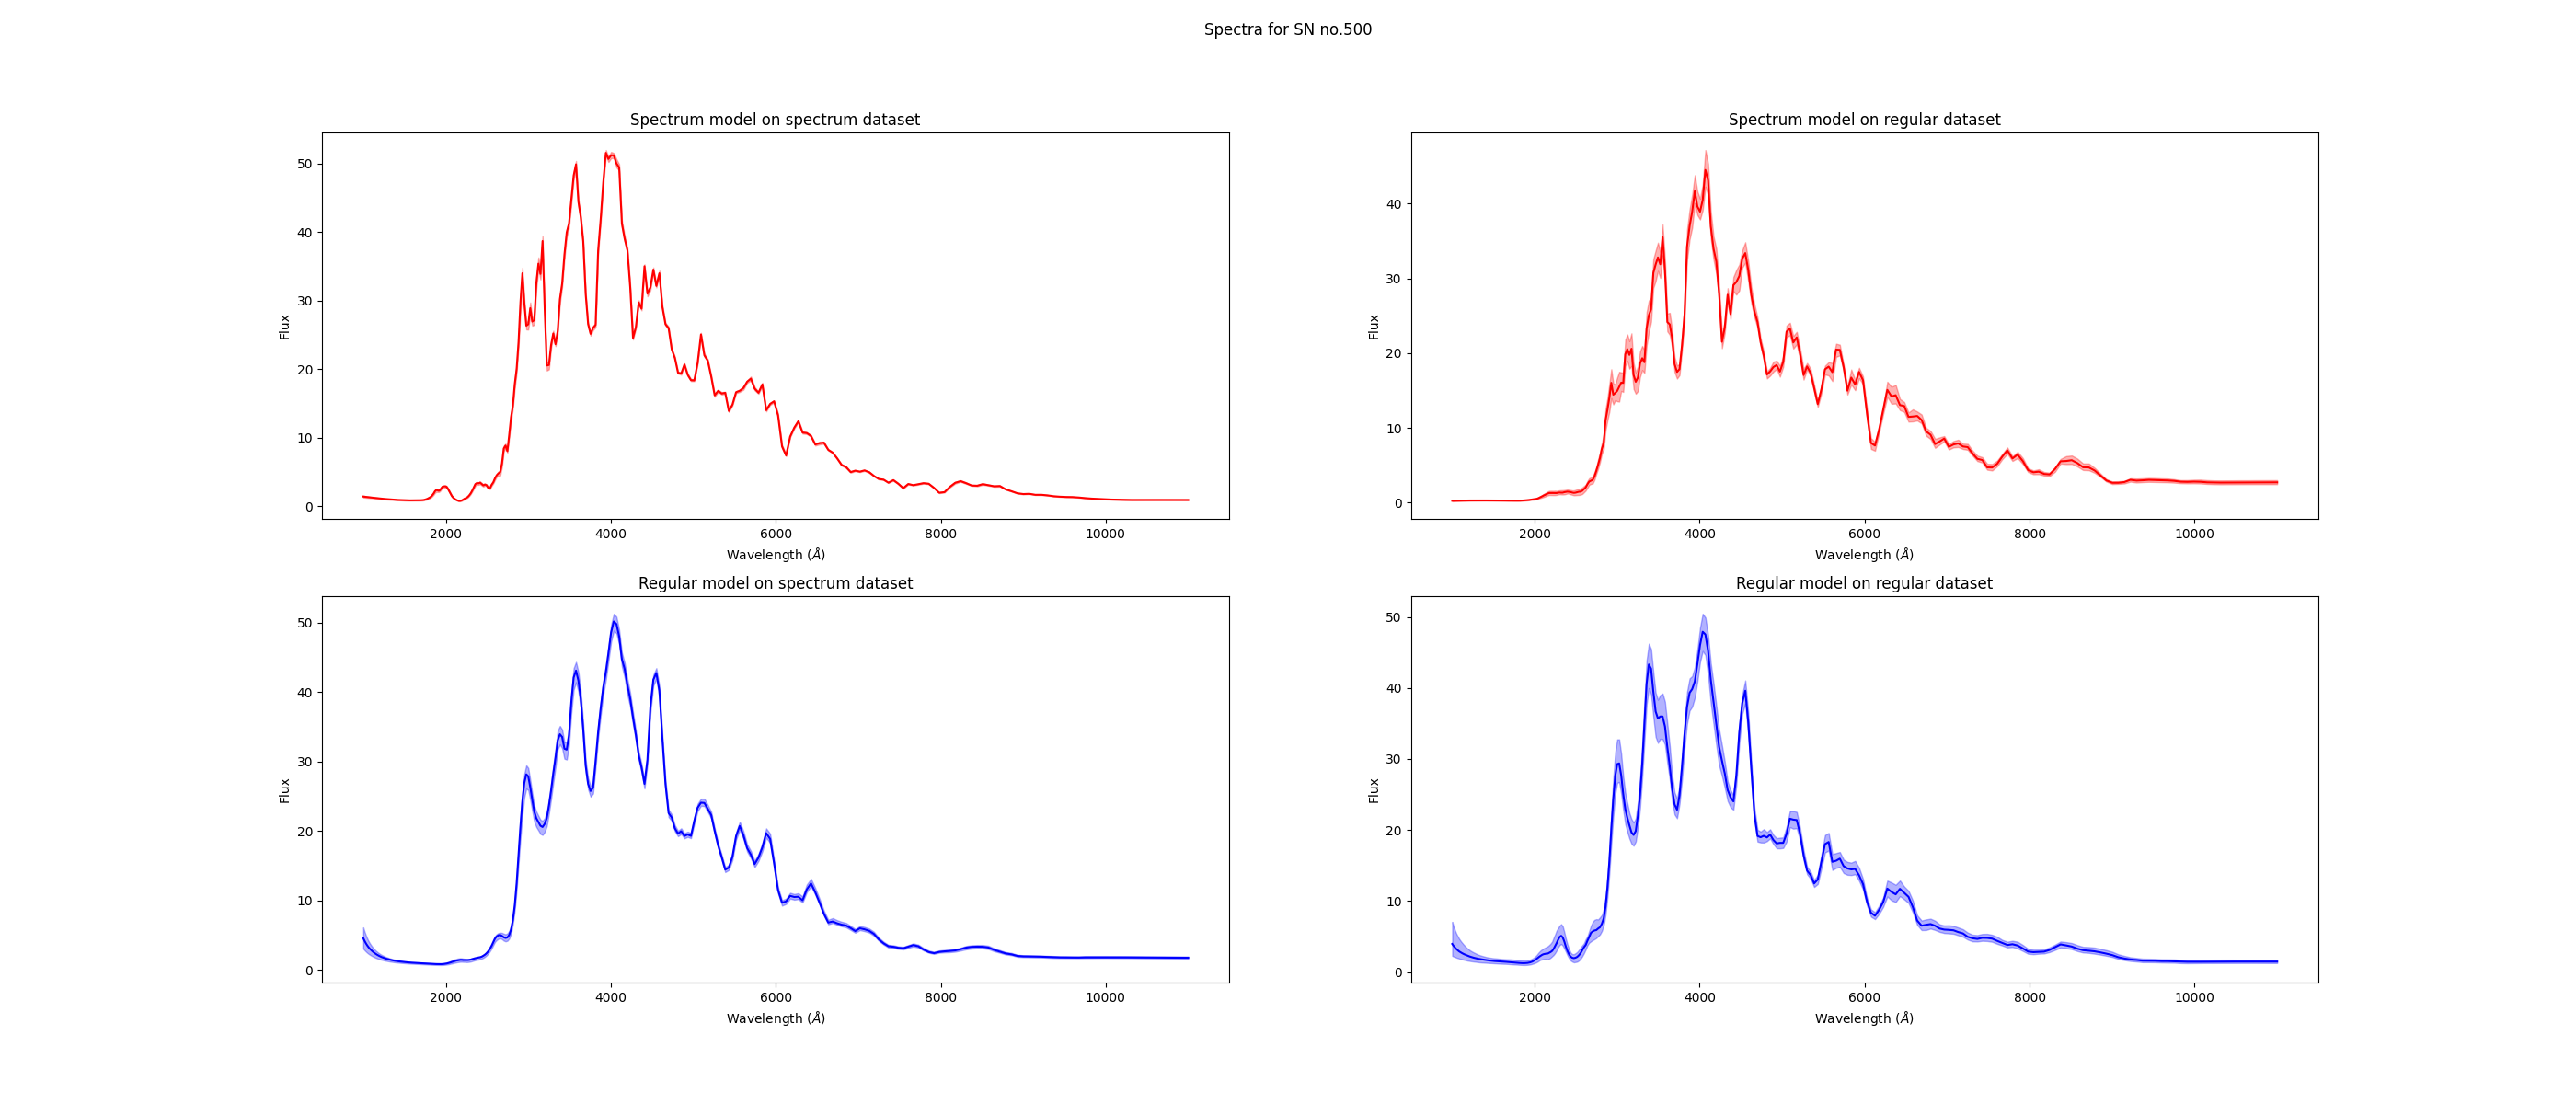 Spectra for SN no.500
Spectrum model on spectrum dataset
50
40
30
20
10
0
Flux
2000 4000 6000 8000 10000
Wavelength (Å)
Spectrum model on regular dataset
40
30
20
10
0
Flux
2000 4000 6000 8000 10000
Wavelength (Å)
Regular model on spectrum dataset
50
40
30
20
10
0
Flux
2000 4000 6000 8000 10000
Wavelength (Å)
Regular model on regular dataset
50
40
30
20
10
0
Flux
2000 4000 6000 8000 10000
Wavelength (Å)